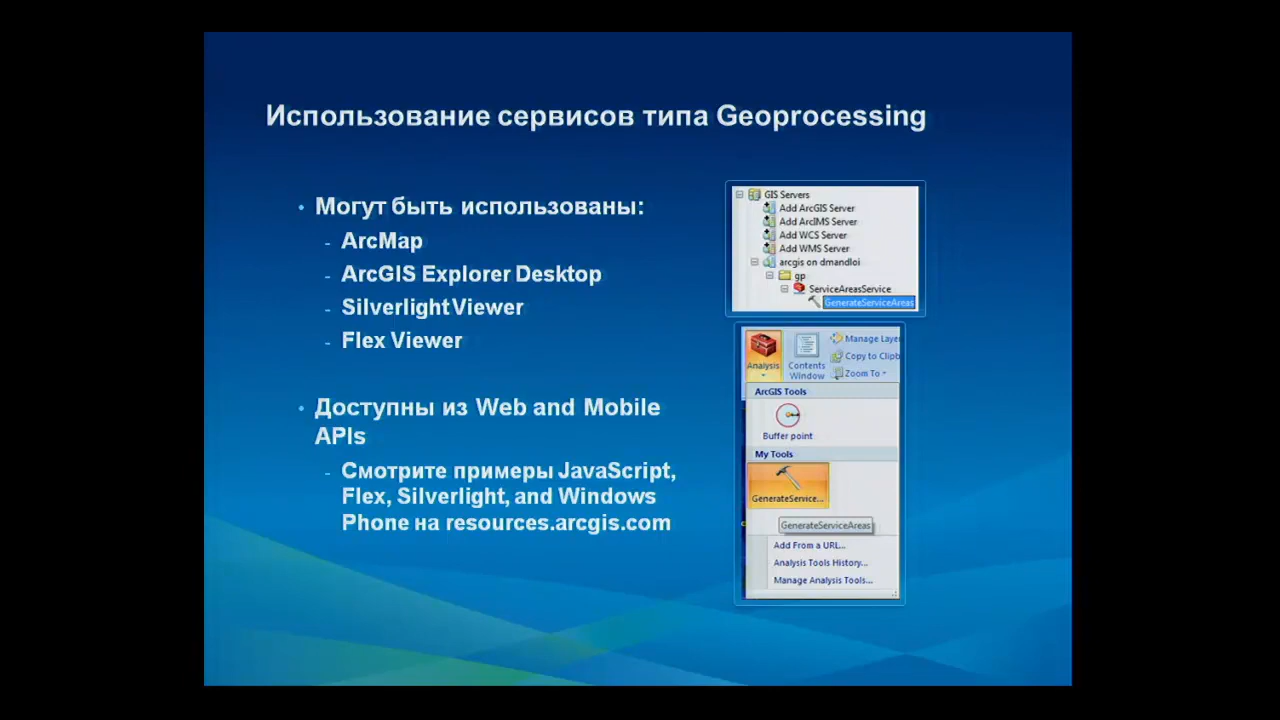 Использование сервисов типа Geoprocessing
• Могут быть использованы:
- ArcMap
- ArcGIS Explorer Desktop
- Silverlight Viewer
- Flex Viewer
• Доступны из Web and Mobile
APIs
- Смотрите примеры JavaScript,
Flex, Silverlight, and Windows
Phone на resources.arcgis.com
GIS Servers
Add ArcGIS Server
Add ArcIMS Server
Add WCS Server
Add WMS Server
arcgis on dmandloi
gp
ServiceAreasService
GenerateServiceAreas
Analysis
Contents
Window
Manage Laye
Copy to Clipb
Zoom To
ArcGIS Tools
Buffer point
My Tools
GenerateService...
GenerateServiceAreas
Add From a URL...
Analysis Tools History...
Manage Analysis Tools...